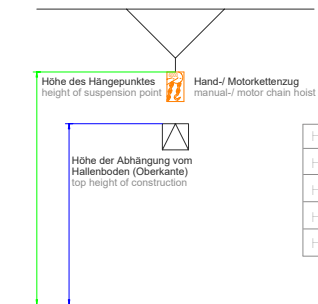 Höhe des Hängepunktes
height of suspension point
Hand-/ Motorkettenzug
manual-/ motor chain hoist
Höhe der Abhängung vom
Hallenboden (Oberkante)
top height of construction
H
H
H
H
H